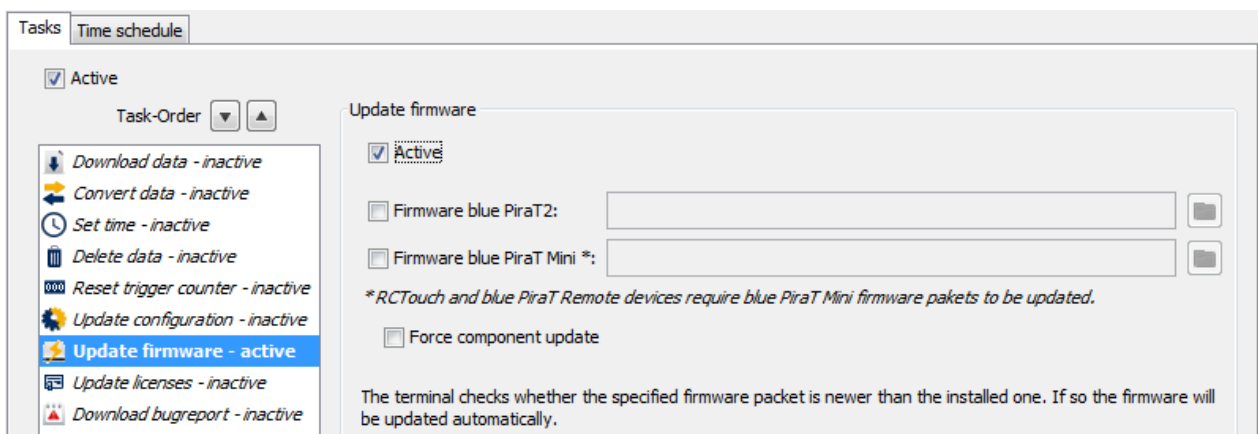 Tasks
Time schedule
Active
Task-Order
Download data - inactive
Convert data - inactive
Set time - inactive
Delete data - inactive
000 Reset trigger counter - inactive
Update configuration - inactive
Update firmware - active
Update licenses - inactive
Download bugreport - inactive
Update firmware
Active
Firmware blue PiraT2:
Firmware blue PiraT Mini *:
*RCTouch and blue PiraT Remote devices require blue PiraT Mini firmware pakets to be updated.
Force component update
The terminal checks whether the specified firmware packet is newer than the installed one. If so the firmware will
be updated automatically.